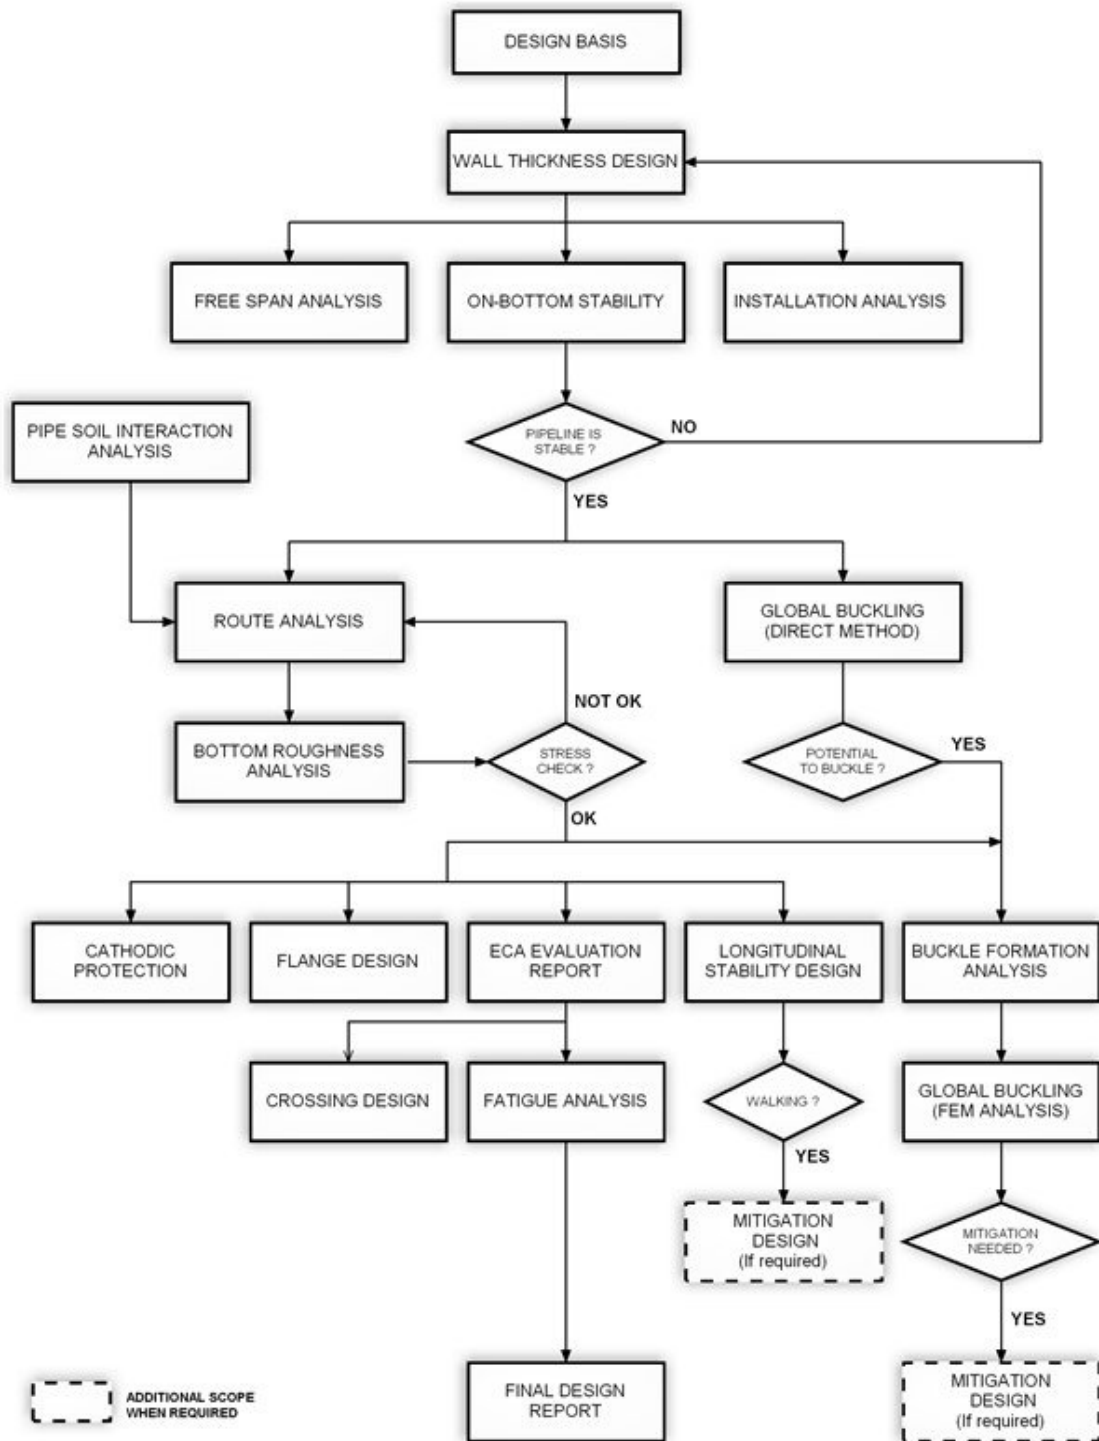 DESIGN BASIS
WALL THICKNESS DESIGN
FREE SPAN ANALYSIS
ON-BOTTOM STABILITY
INSTALLATION ANALYSIS
PIPE SOIL INTERACTION
ANALYSIS
PIPELINE IS
STABLE ?
NO
YES
ROUTE ANALYSIS
GLOBAL BUCKLING
(DIRECT METHOD)
NOT OK
BOTTOM ROUGHNESS
ANALYSIS
STRESS
CHECK ?
POTENTIAL
TO BUCKLE ?
YES
OK
CATHODIC
PROTECTION
FLANGE DESIGN
ECA EVALUATION
REPORT
LONGITUDINAL
STABILITY DESIGN
BUCKLE FORMATION
ANALYSIS
CROSSING DESIGN
FATIGUE ANALYSIS
WALKING ?
GLOBAL BUCKLING
(FEM ANALYSIS)
YES
MITIGATION
DESIGN
(If required)
MITIGATION
NEEDED ?
YES
FINAL DESIGN
REPORT
MITIGATION
DESIGN
(If required)
ADDITIONAL SCOPE
WHEN REQUIRED